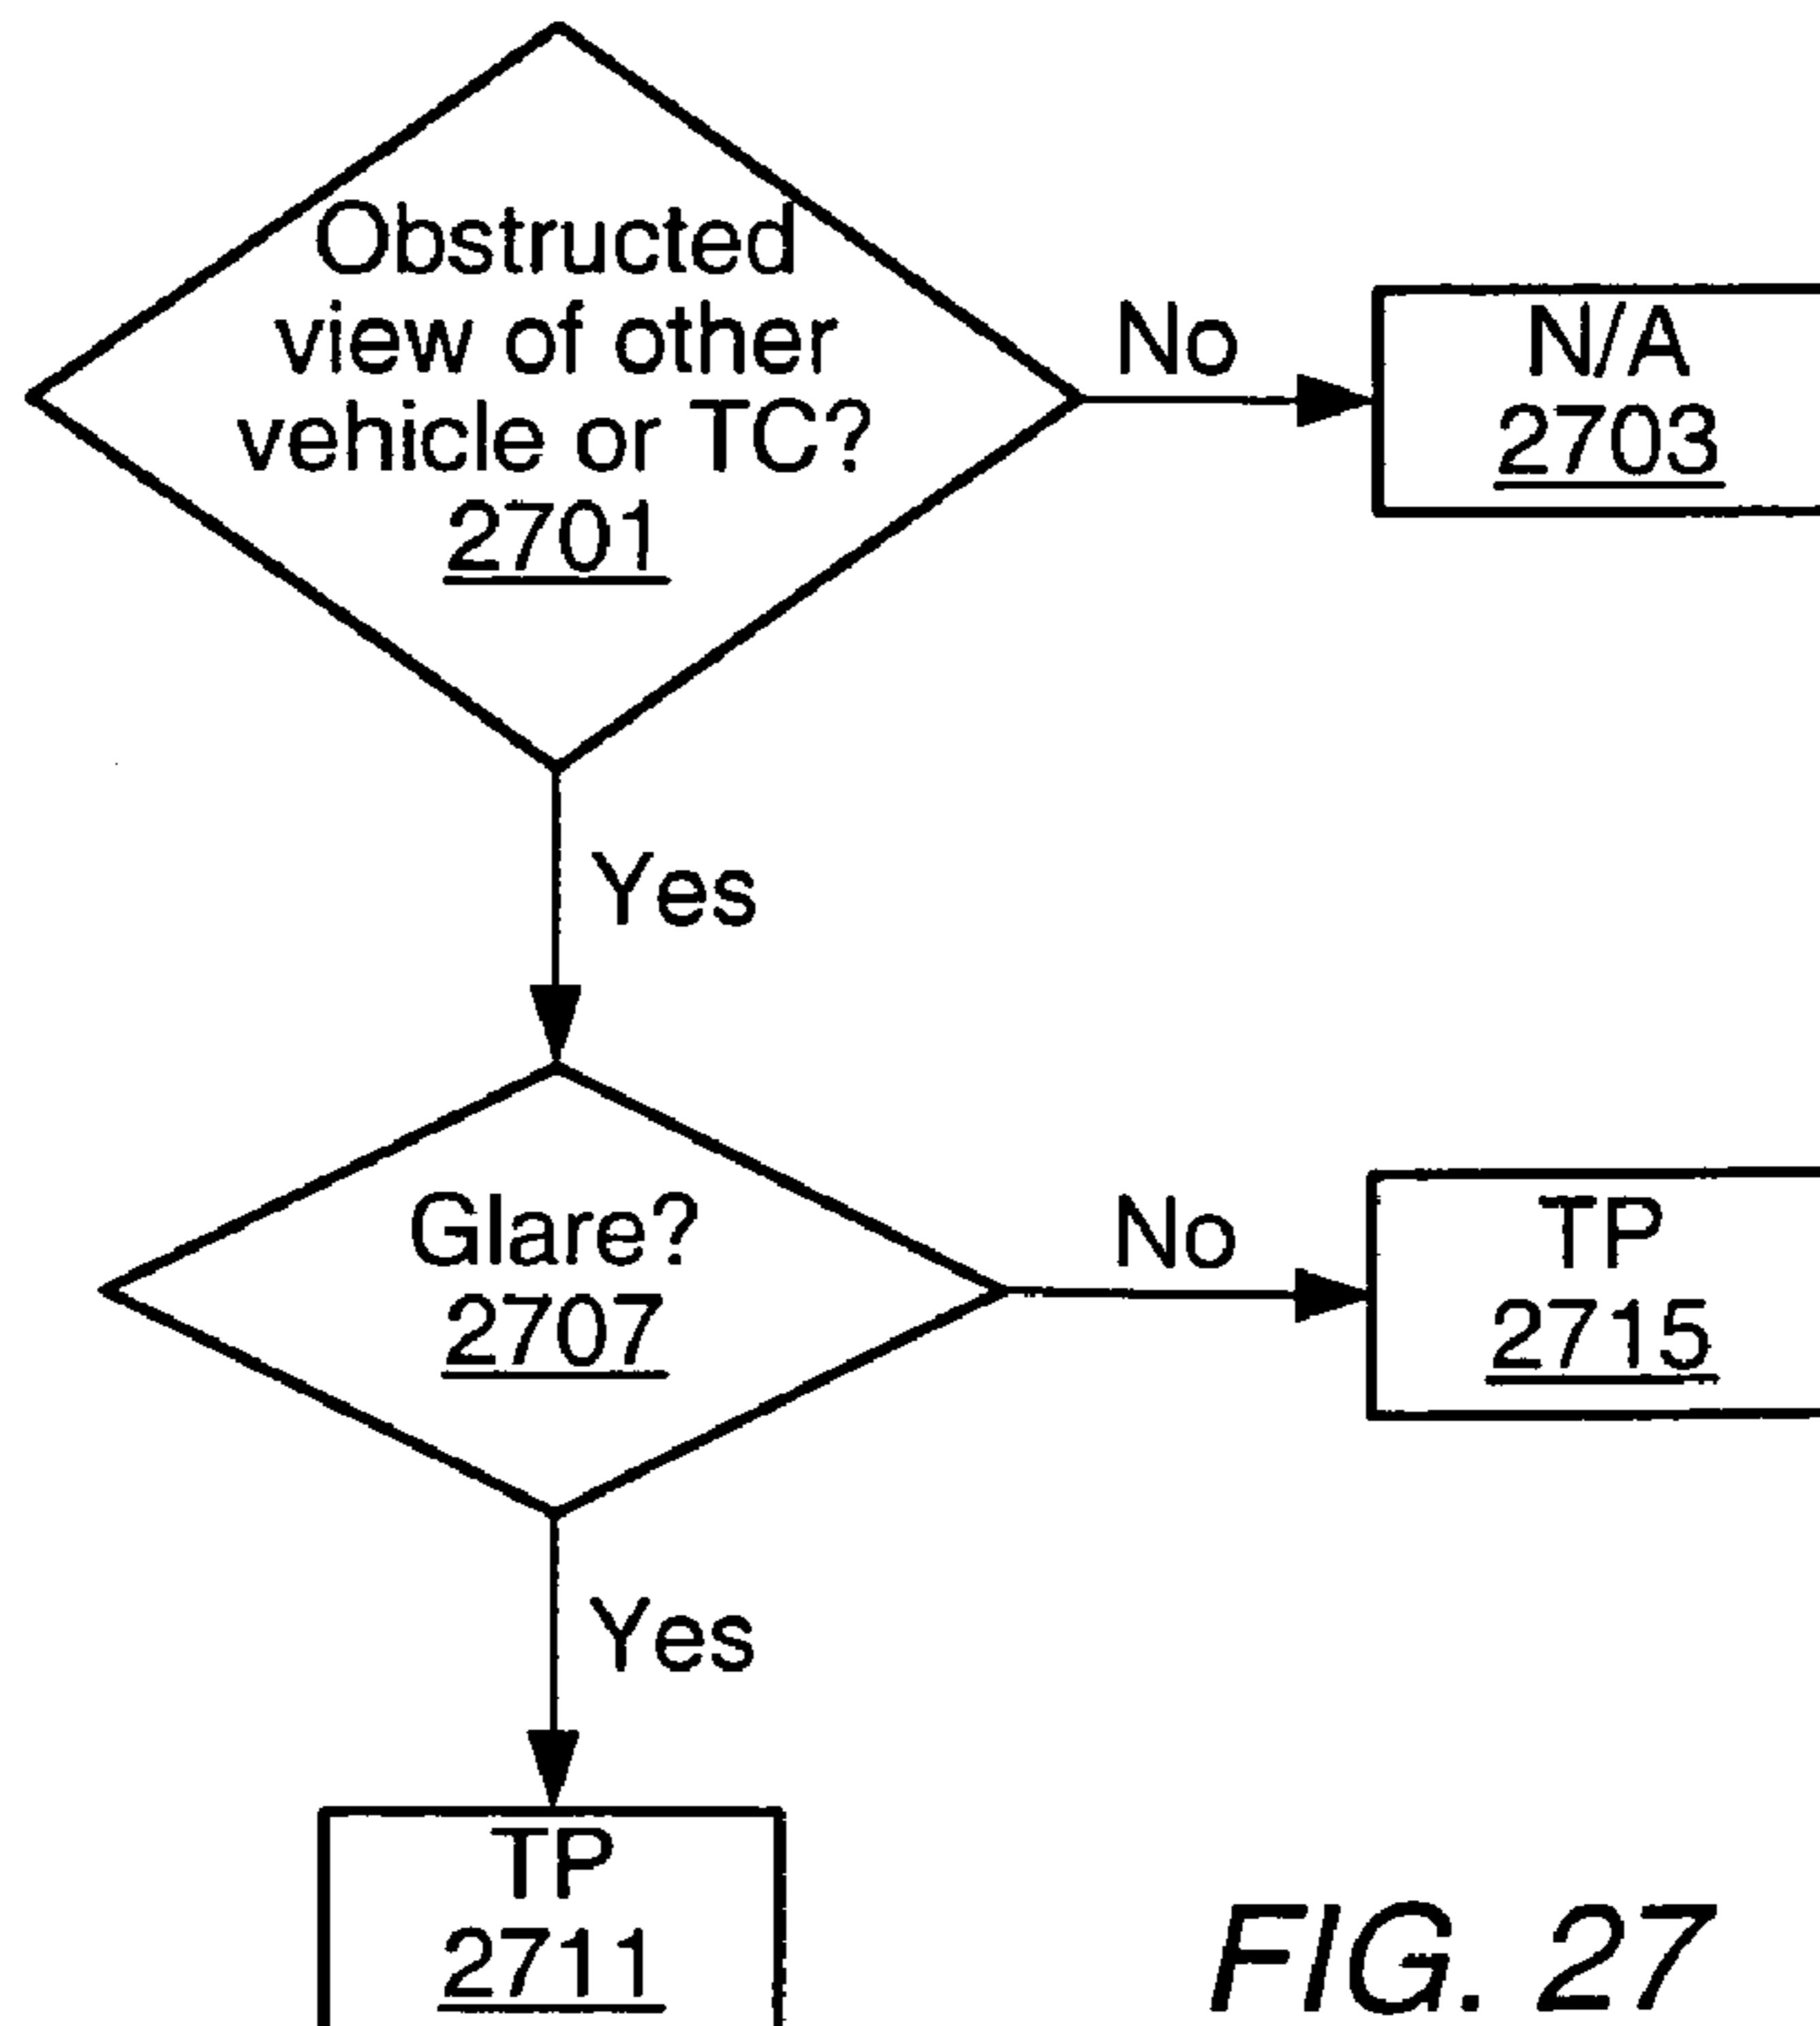 Obstructed
view of other
vehicle or TC?
2701
No
N/A
2703
Yes
Glare?
2707
No
TP
2715
Yes
TP
2711
FIG. 27